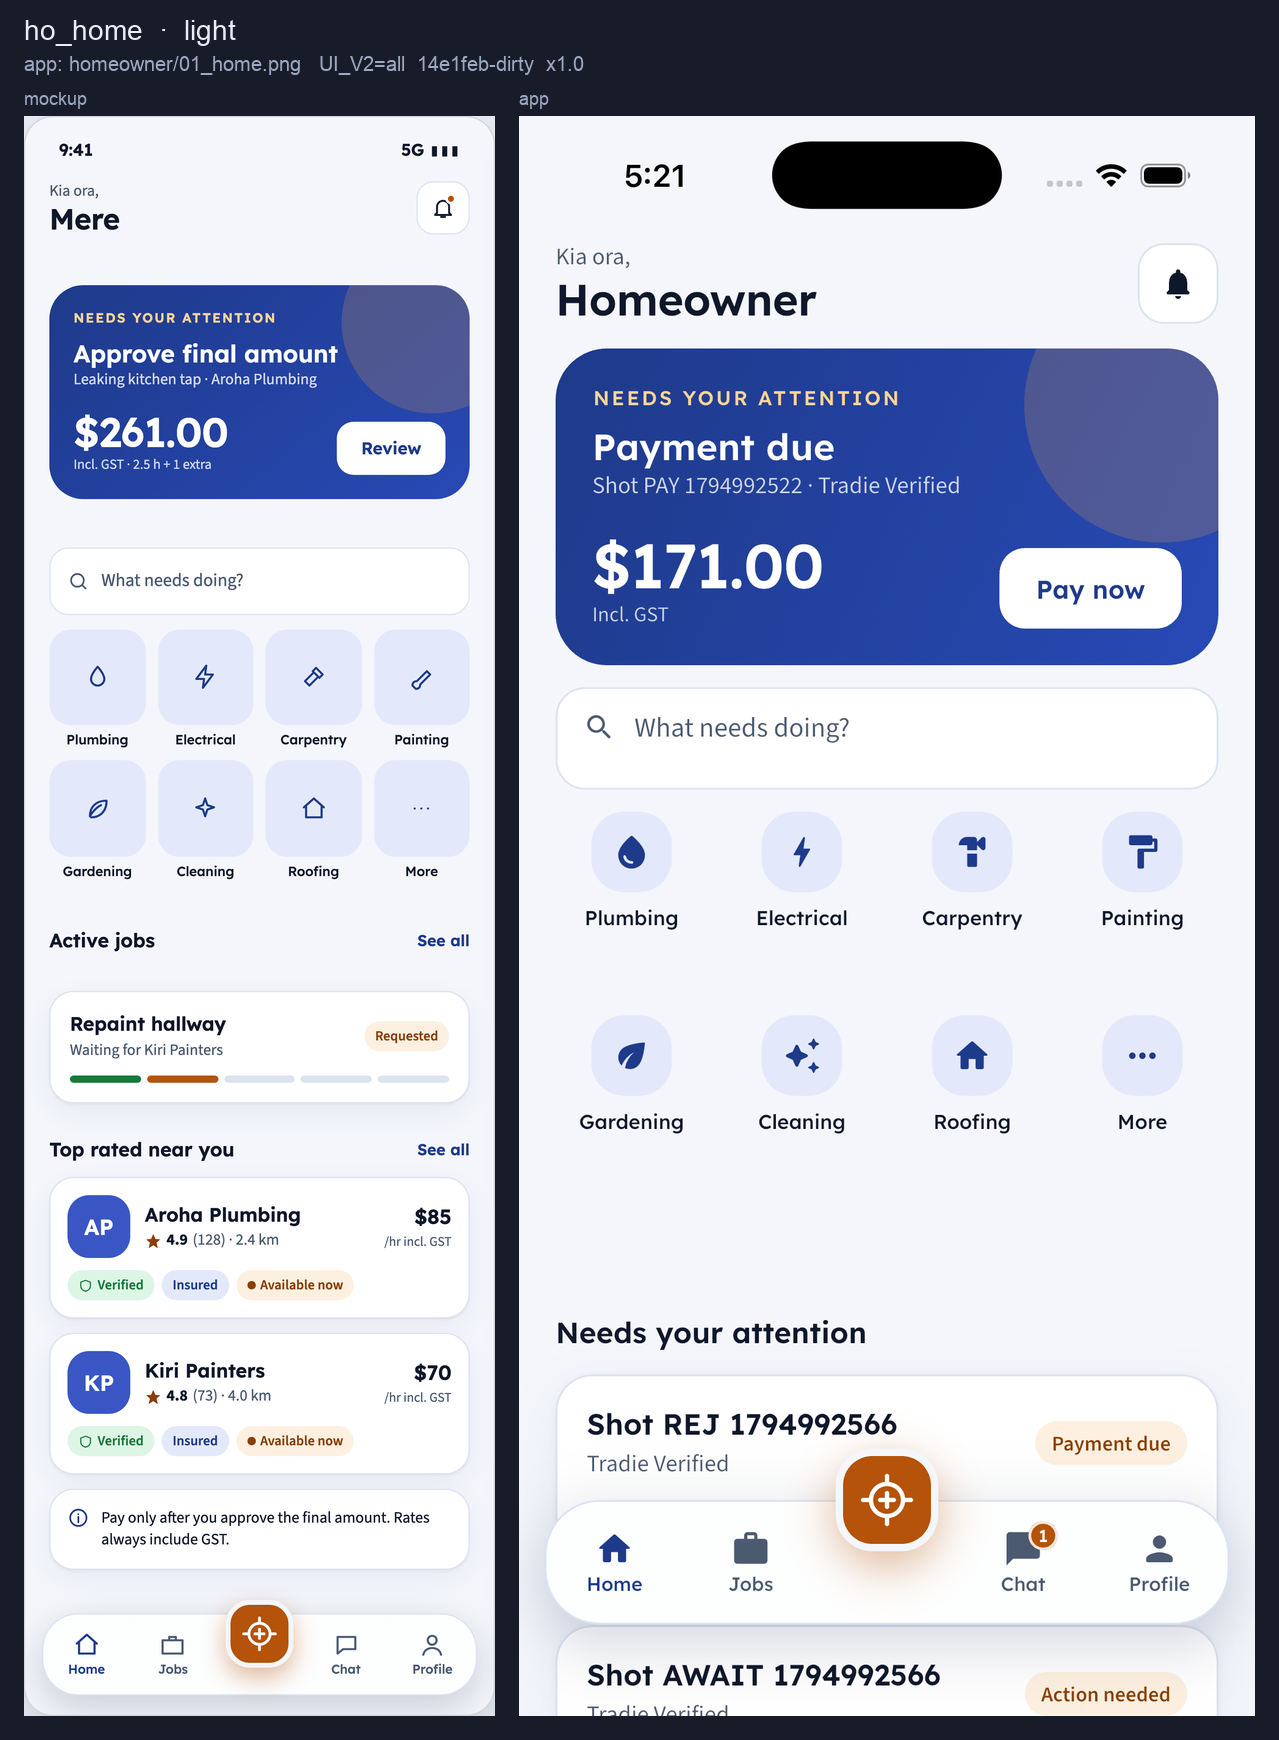 ho_home · light
app: homeowner/01_home.png UI_V2=all 14e1feb-dirty x1.0
mockup
9:41
5G
Kia ora,
Mere
NEEDS YOUR ATTENTION
Approve final amount
Leaking kitchen tap · Aroha Plumbing
$261.00
Incl. GST · 2.5 h + 1 extra
Review
What needs doing?
Plumbing
Electrical
Carpentry
Painting
Gardening
Cleaning
Roofing
More
Active jobs
See all
Repaint hallway
Waiting for Kiri Painters
Requested
Top rated near you
See all
AP
Aroha Plumbing
4.9 (128) · 2.4 km
$85
/hr incl. GST
Verified
Insured
Available now
KP
Kiri Painters
4.8 (73) · 4.0 km
$70
/hr incl. GST
Verified
Insured
Available now
Pay only after you approve the final amount. Rates
always include GST.
Home
Jobs
Chat
Profile
app
5:21
Kia ora,
Homeowner
NEEDS YOUR ATTENTION
Payment due
Shot PAY 1794992522 · Tradie Verified
$171.00
Incl. GST
Pay now
What needs doing?
Plumbing
Electrical
Carpentry
Painting
Gardening
Cleaning
Roofing
More
Needs your attention
Shot REJ 1794992566
Tradie Verified
Payment due
Home
Jobs
1
Chat
Profile
Shot AWAIT 1794992566
Tradie Verified
Action needed